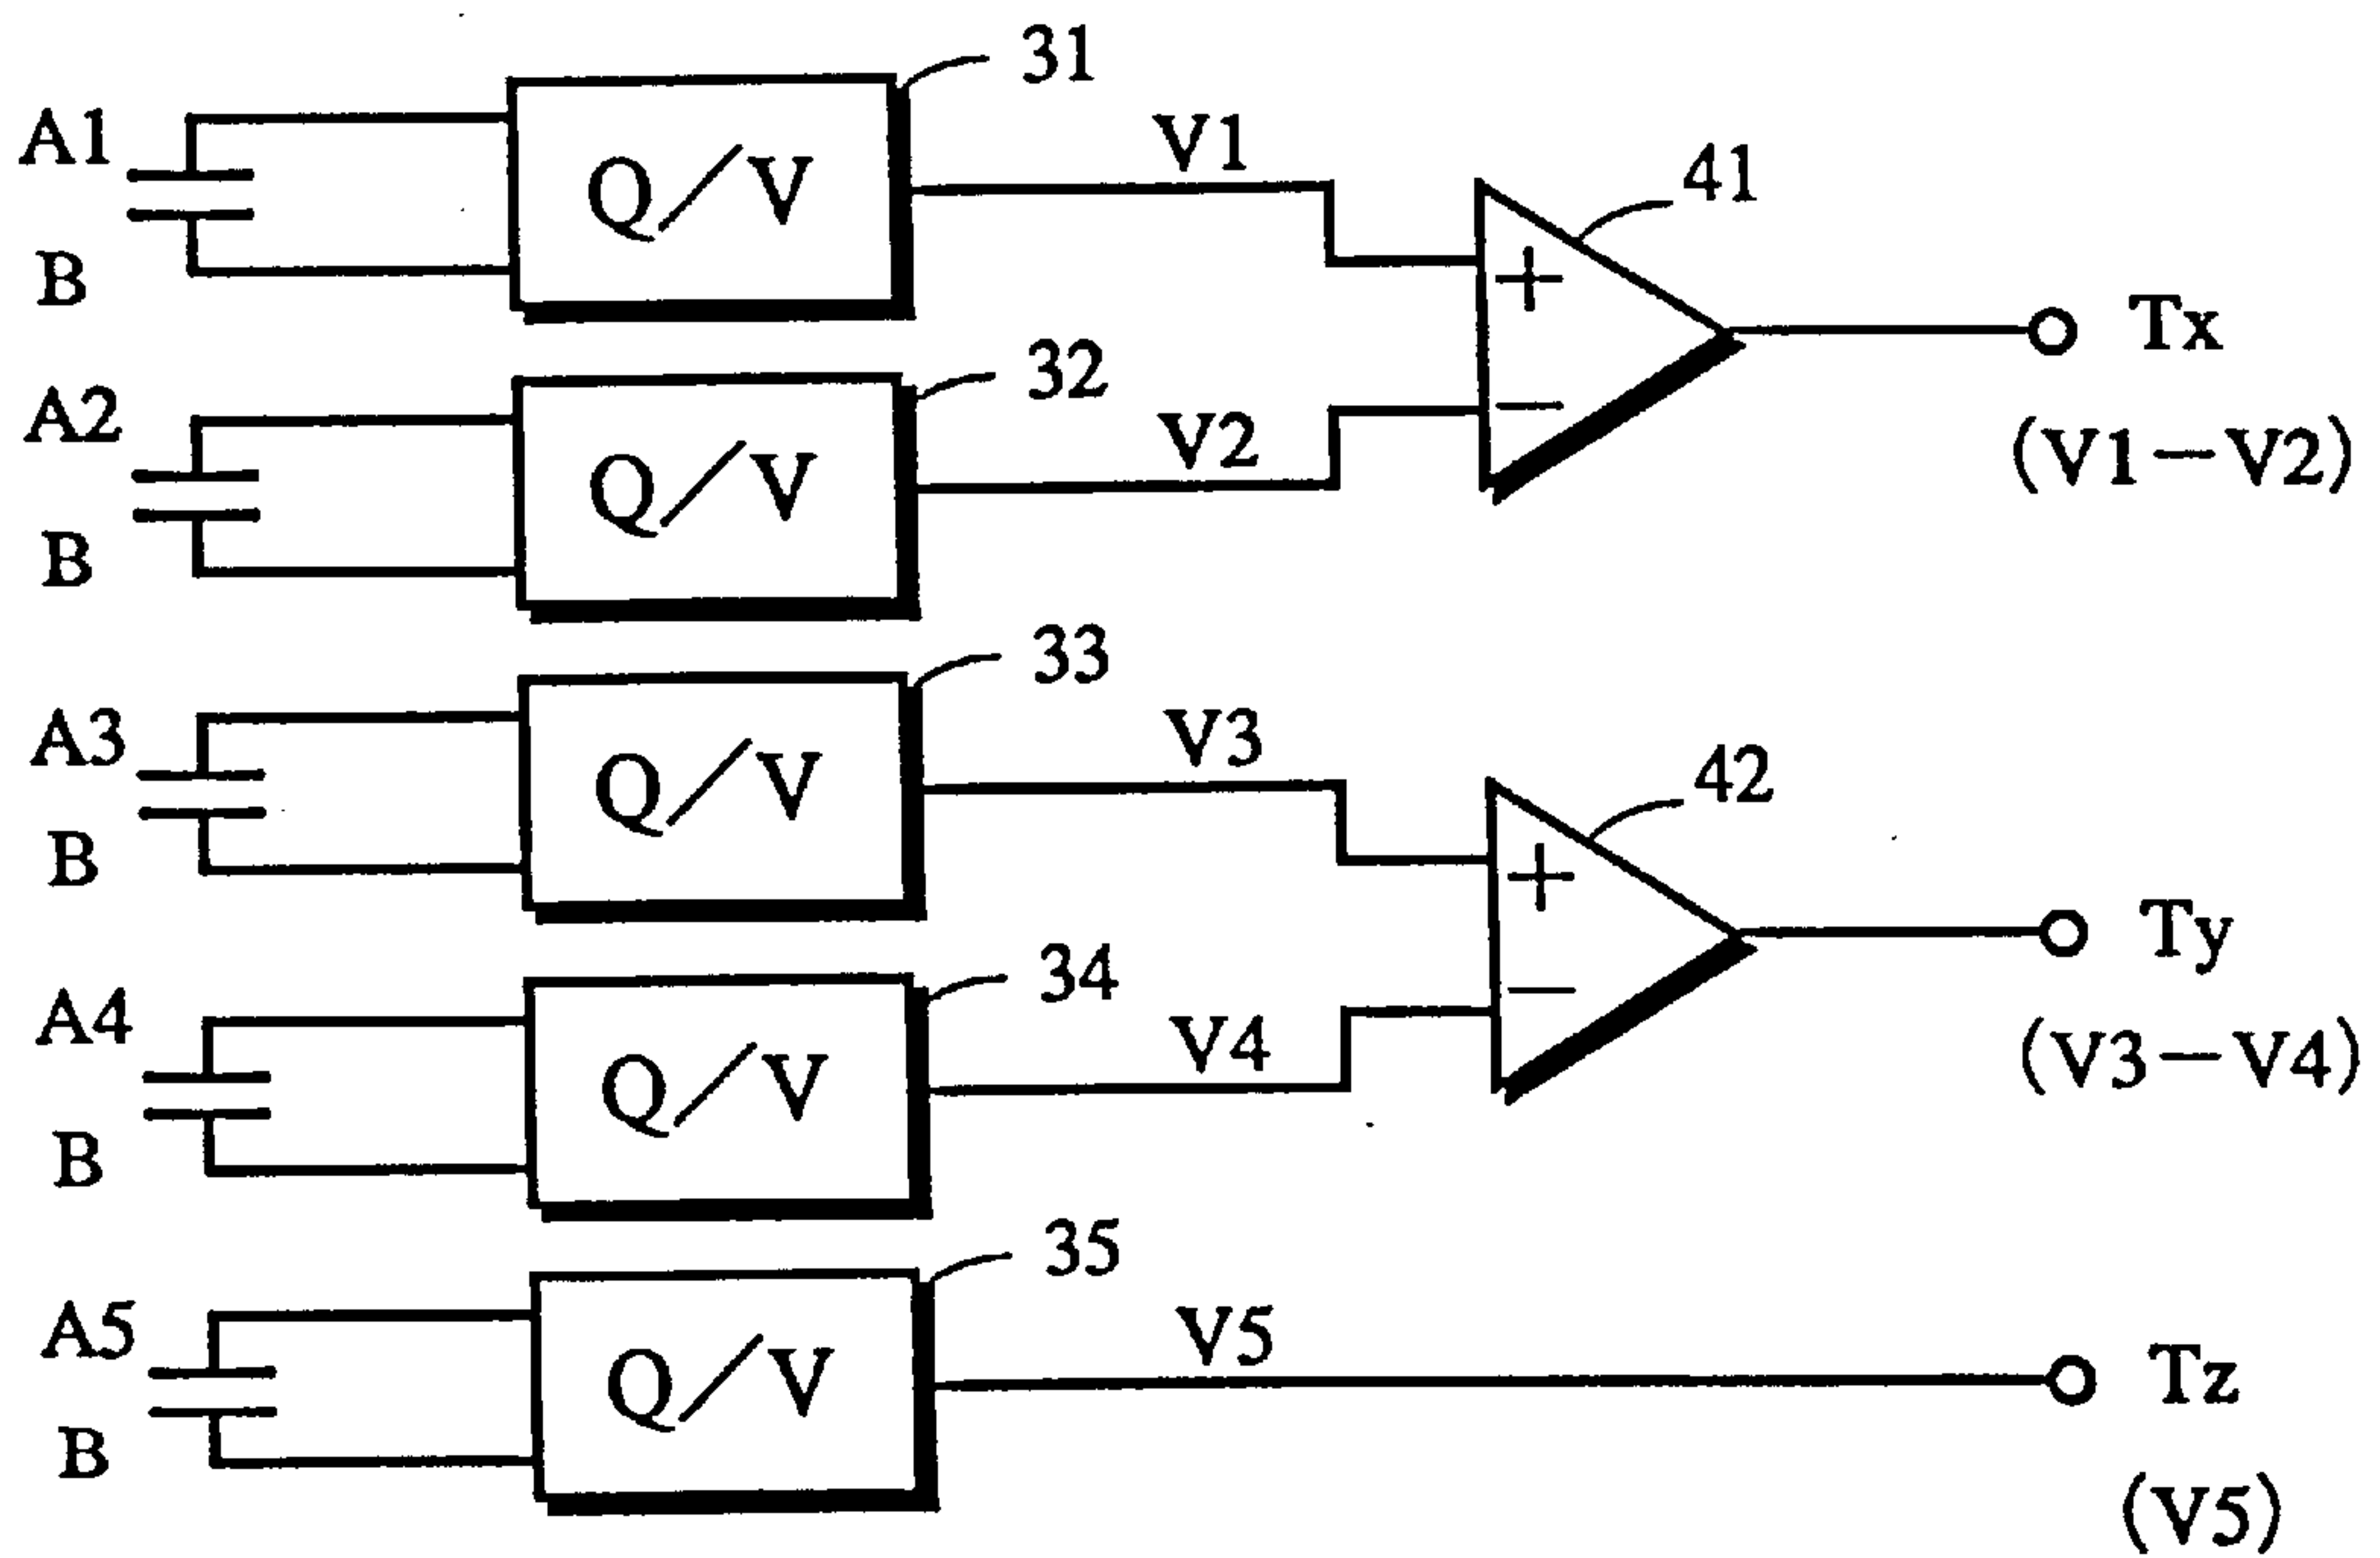 31
A1
Q/V
V1
41
B
+
−
Tx
(V1−V2)
32
A2
Q/V
V2
B
33
A3
Q/V
V3
42
B
+
−
Ty
(V3−V4)
34
A4
Q/V
V4
B
35
A5
Q/V
V5
Tz
B
(V5)